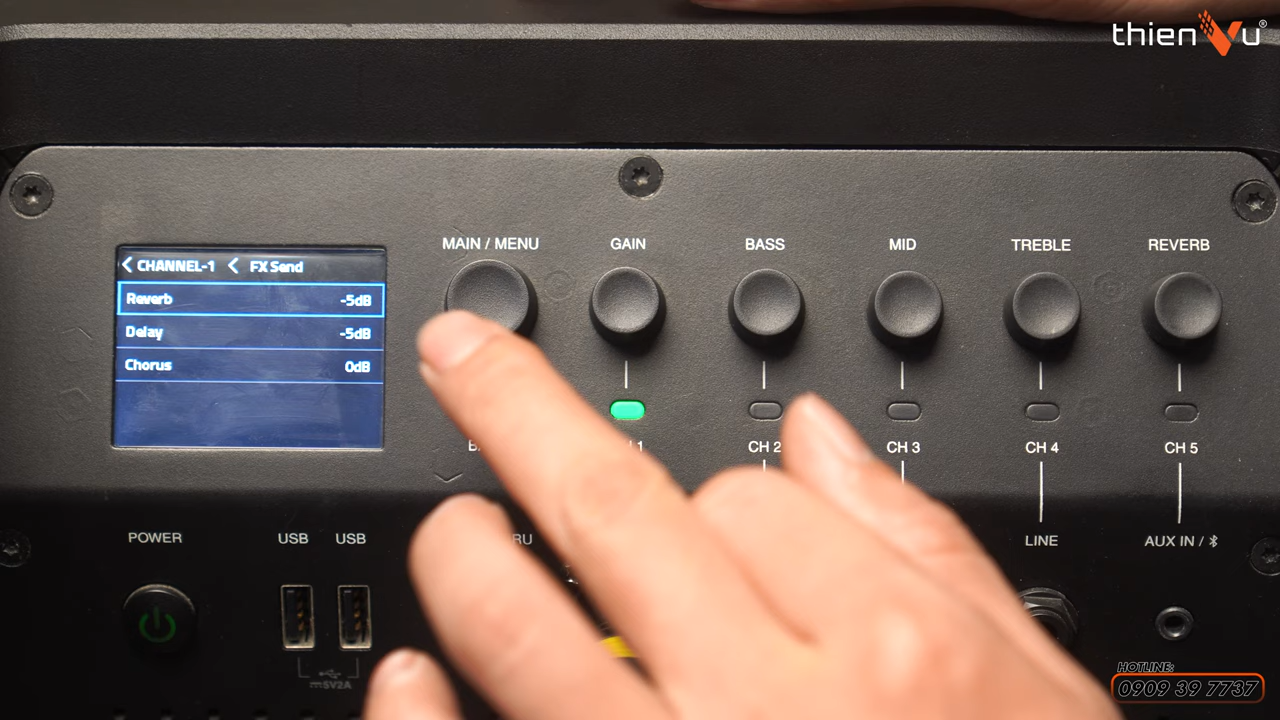 thienVu®
MAIN / MENU GAIN BASS MID TREBLE REVERB
CHANNEL-1 FX Send
Reverb -5dB
Delay -5dB
Chorus 0dB
CH 2 CH 3 CH 4 CH 5
POWER USB USB LINE AUX IN /
HOTLINE:
0909 39 7737